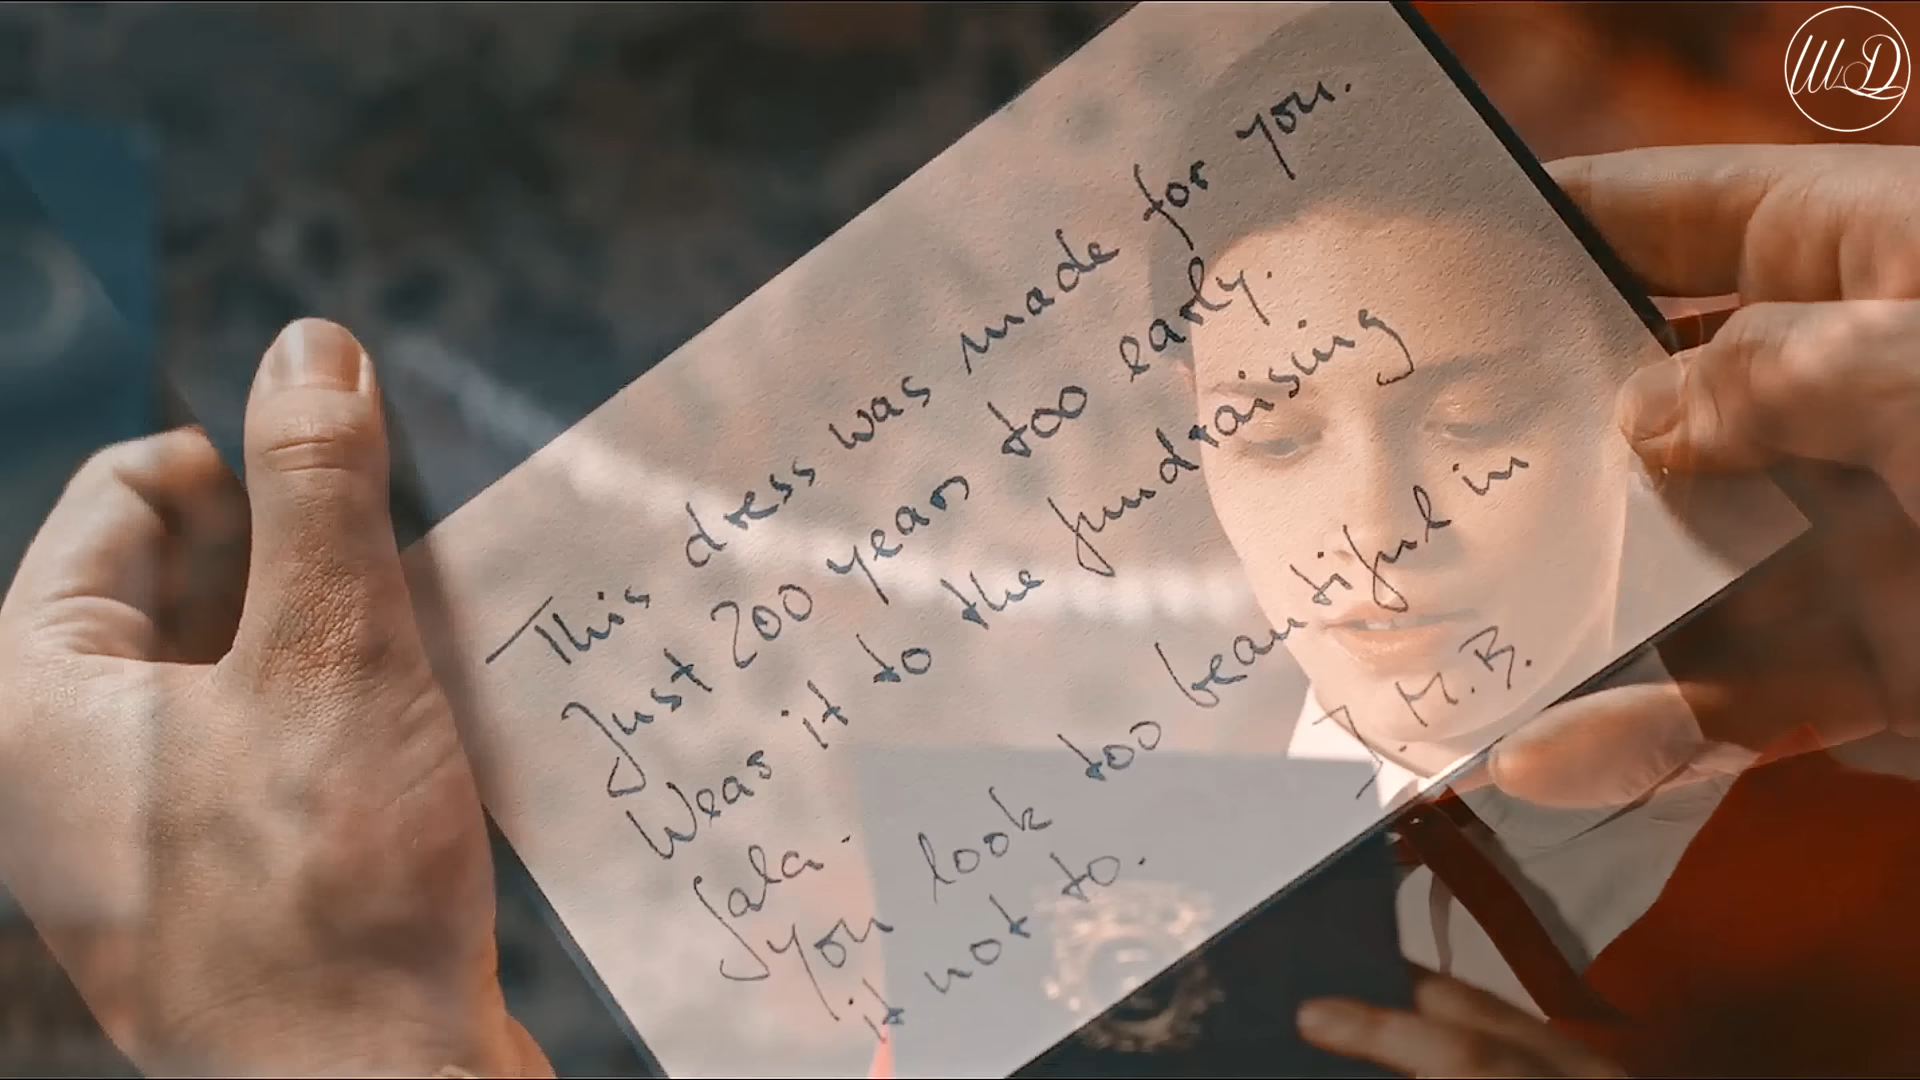 This dress was made for you.
Just 200 years too early.
Wear it to the fundraising
Gala.
You look too beautiful in
it not to.
J. M. B.
WD